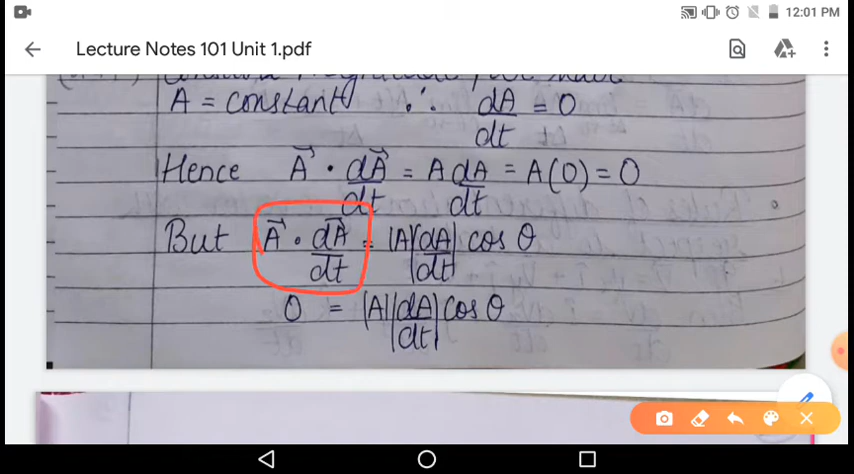 12:01 PM
Lecture Notes 101 Unit 1.pdf
A = constant ∴ dA/dt = 0
Hence A⃗ · dA⃗/dt = A dA/dt = A(0) = 0
But A⃗ · dA⃗/dt = |A| |dA/dt| cos θ
0 = |A| |dA/dt| cos θ